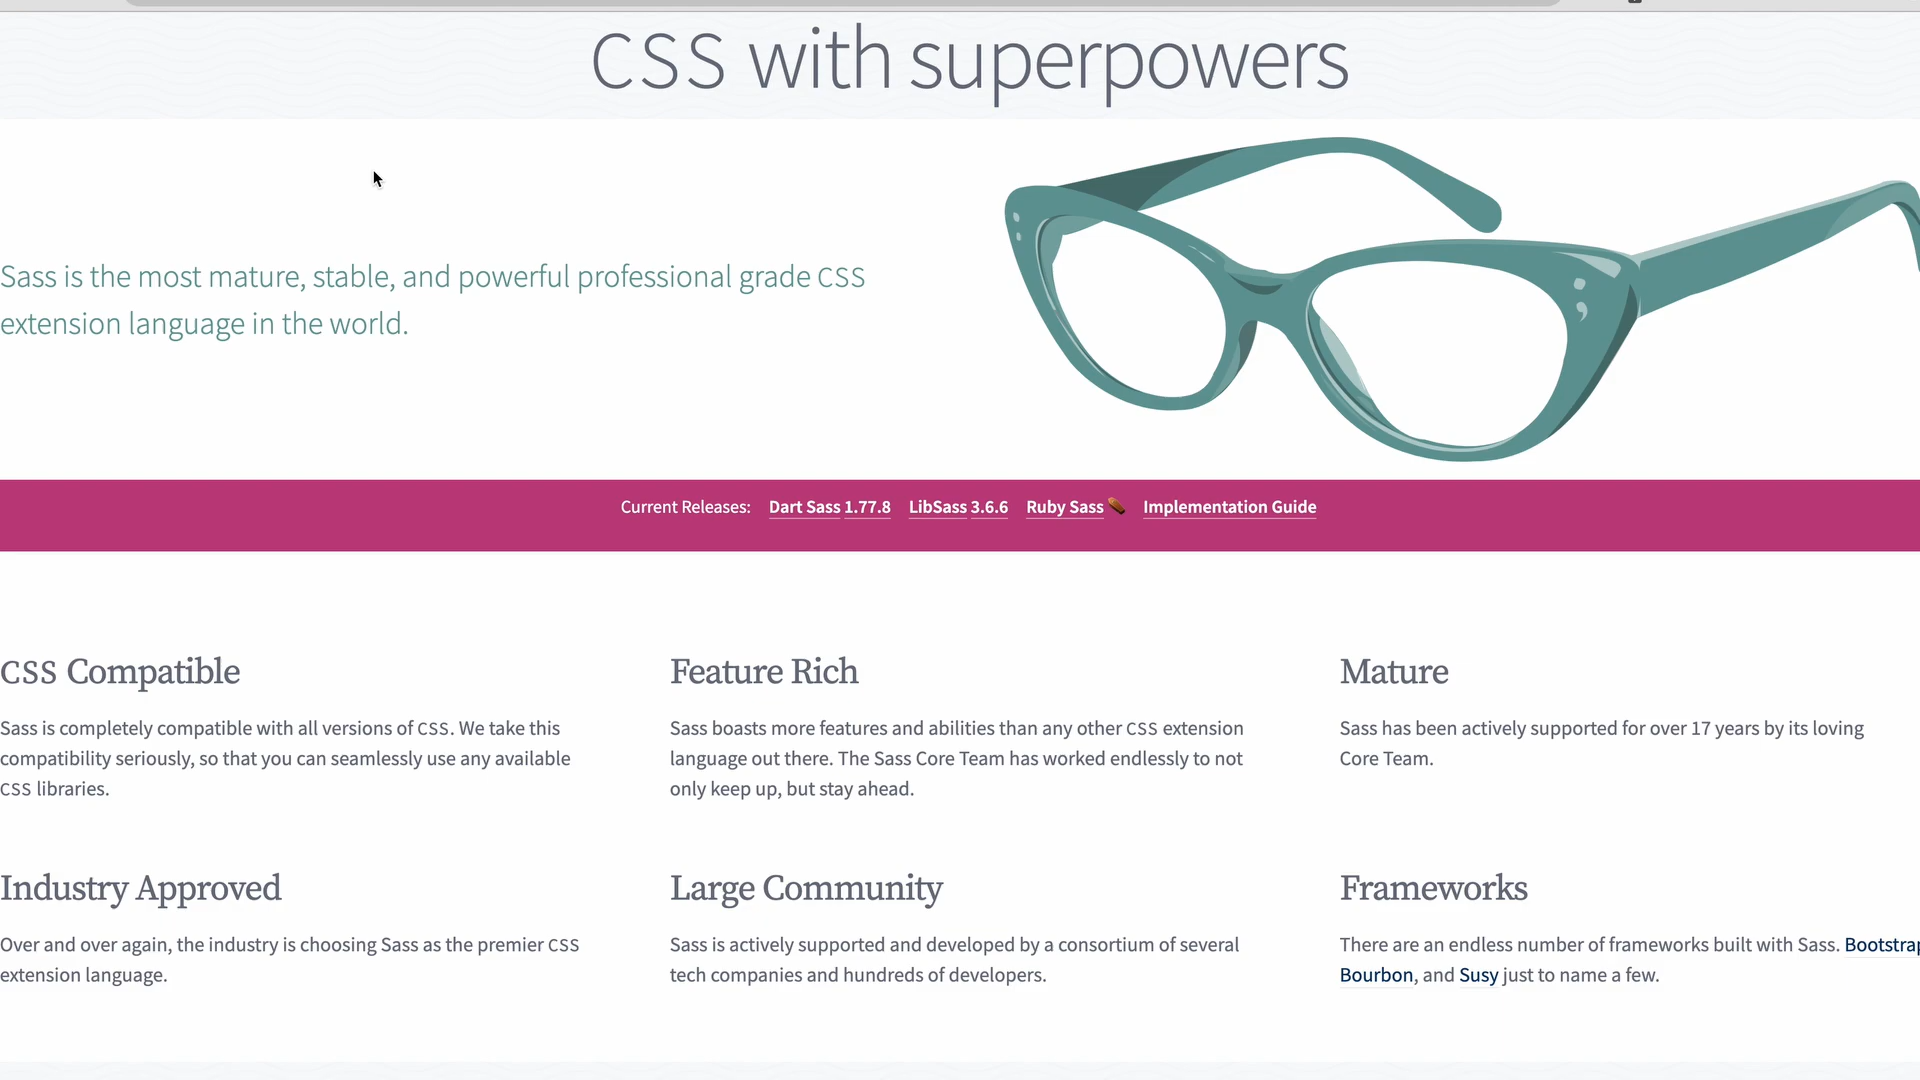 CSS with superpowers
Sass is the most mature, stable, and powerful professional grade CSS
extension language in the world.
Current Releases: Dart Sass 1.77.8 LibSass 3.6.6 Ruby Sass ⚰️ Implementation Guide
CSS Compatible
Sass is completely compatible with all versions of CSS. We take this
compatibility seriously, so that you can seamlessly use any available
CSS libraries.
Feature Rich
Sass boasts more features and abilities than any other CSS extension
language out there. The Sass Core Team has worked endlessly to not
only keep up, but stay ahead.
Mature
Sass has been actively supported for over 17 years by its loving
Core Team.
Industry Approved
Over and over again, the industry is choosing Sass as the premier CSS
extension language.
Large Community
Sass is actively supported and developed by a consortium of several
tech companies and hundreds of developers.
Frameworks
There are an endless number of frameworks built with Sass. Bootstrap
Bourbon, and Susy just to name a few.